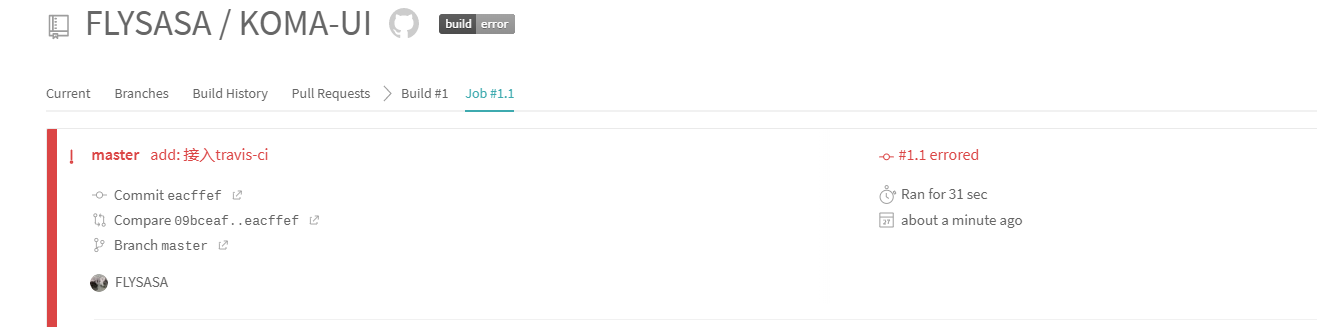 FLYSASA / KOMA-UI build error
Current Branches Build History Pull Requests Build #1 Job #1.1
master add: 接入travis-ci #1.1 errored
Commit eacffef Ran for 31 sec
Compare 09bceaf..eacffef about a minute ago
Branch master
FLYSASA